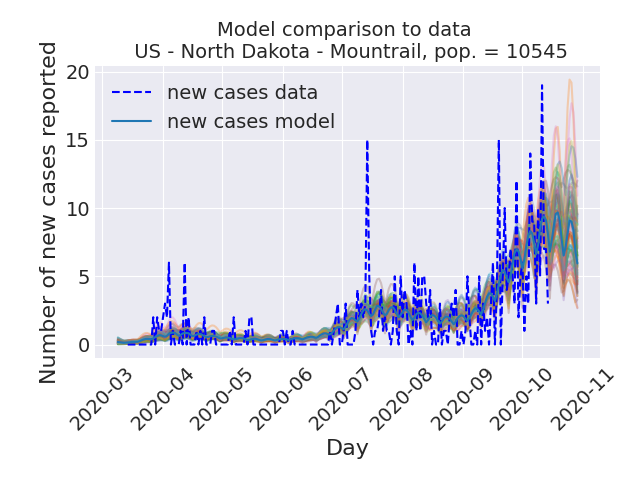 Model comparison to data
US - North Dakota - Mountrail, pop. = 10545
new cases data
new cases model
Number of new cases reported
20
15
10
5
0
2020-03
2020-04
2020-05
2020-06
2020-07
2020-08
2020-09
2020-10
2020-11
Day